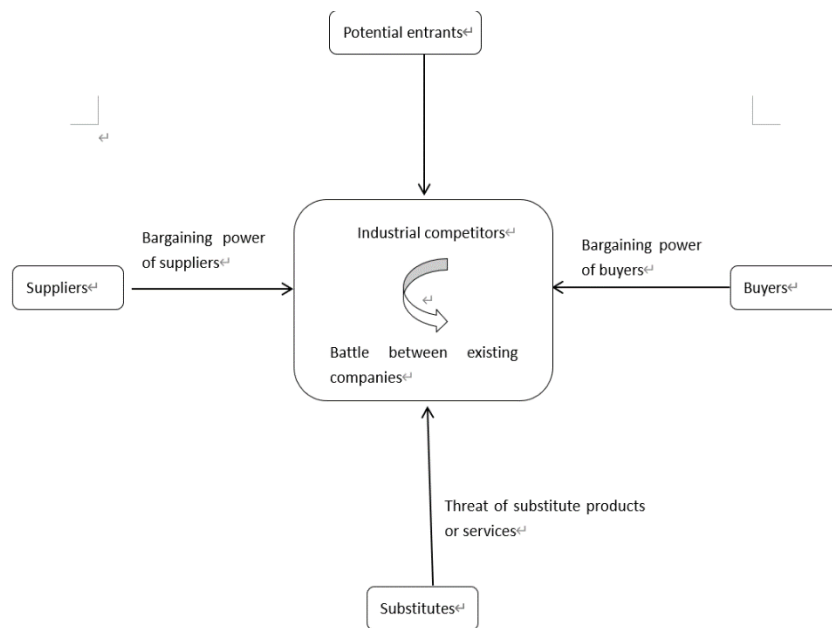 Potential entrants
Industrial competitors
Bargaining power
of suppliers
Bargaining power
of buyers
Suppliers
Buyers
Battle between existing
companies
Threat of substitute products
or services
Substitutes